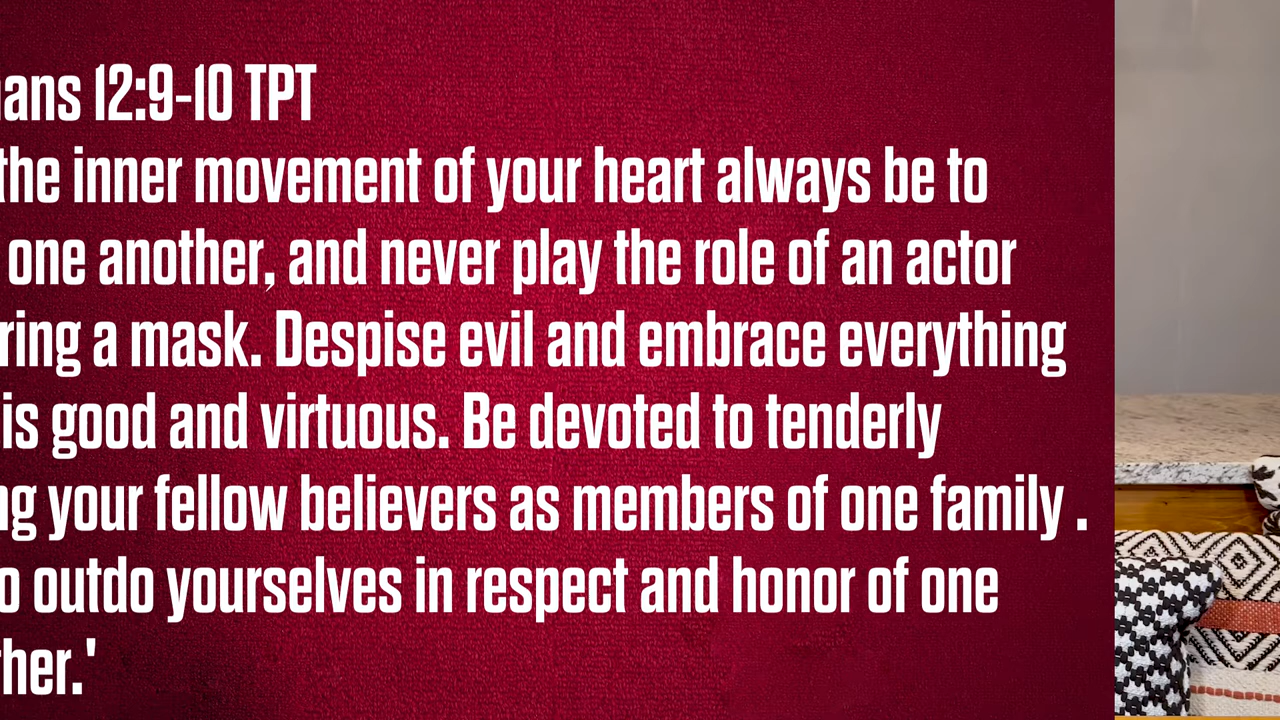 ans 12:9-10 TPT
the inner movement of your heart always be to
one another, and never play the role of an actor
ring a mask. Despise evil and embrace everything
is good and virtuous. Be devoted to tenderly
ng your fellow believers as members of one family .
o outdo yourselves in respect and honor of one
ther.'